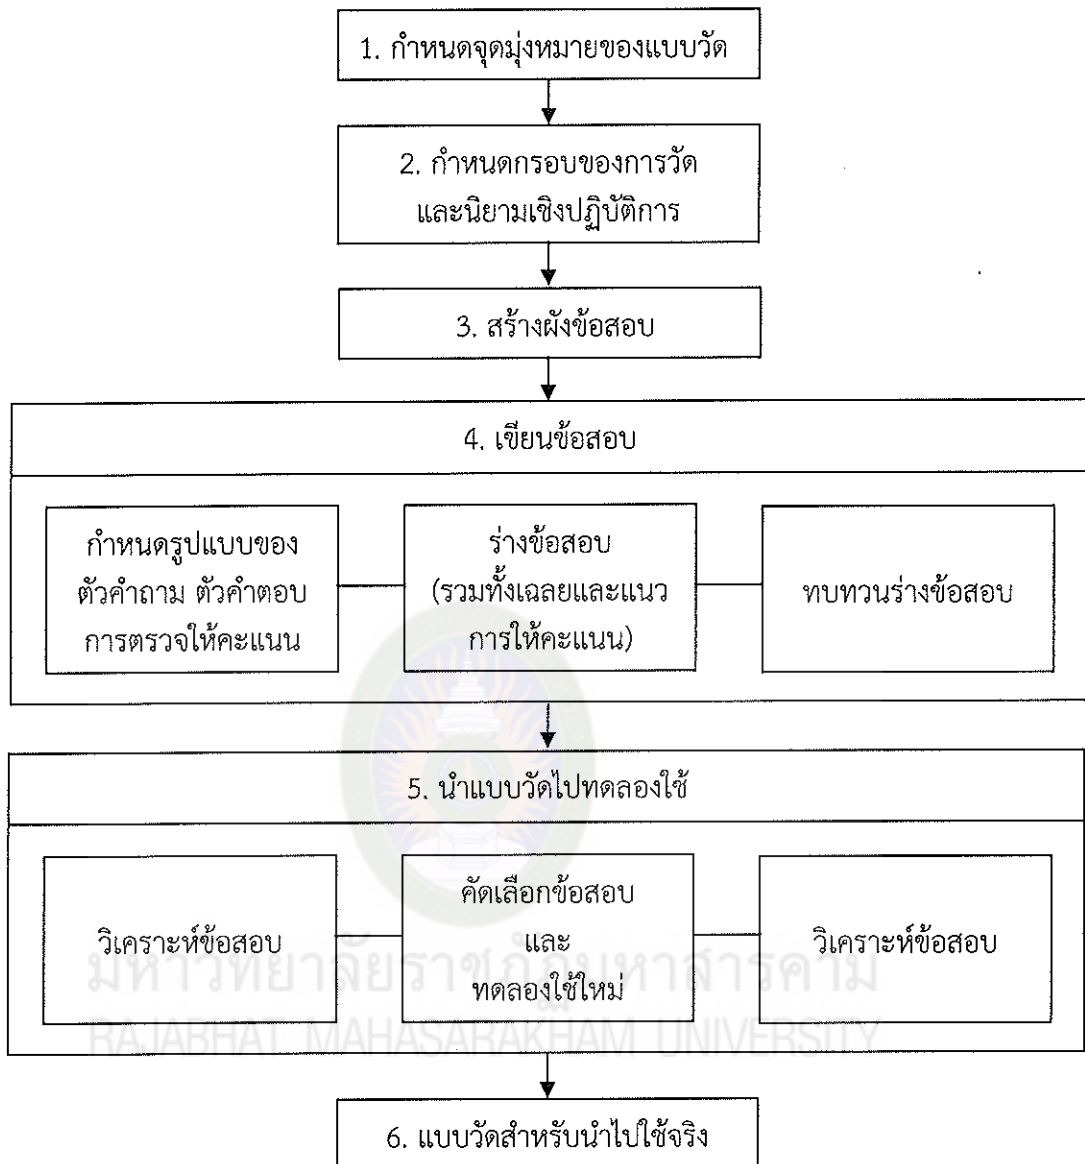 1. กำหนดจุดมุ่งหมายของแบบวัด
2. กำหนดกรอบของการวัด
และนิยามเชิงปฏิบัติการ
3. สร้างผังข้อสอบ
4. เขียนข้อสอบ
กำหนดรูปแบบของ
ตัวคำถาม ตัวคำตอบ
การตรวจให้คะแนน
ร่างข้อสอบ
(รวมทั้งเฉลยและแนว
การให้คะแนน)
ทบทวนร่างข้อสอบ
5. นำแบบวัดไปทดลองใช้
วิเคราะห์ข้อสอบ
คัดเลือกข้อสอบ
และ
ทดลองใช้ใหม่
วิเคราะห์ข้อสอบ
มหาวิทยาลัยราชภัฏมหาสารคาม
RAJABHAT MAHASARAKHAM UNIVERSITY
6. แบบวัดสำหรับนำไปใช้จริง